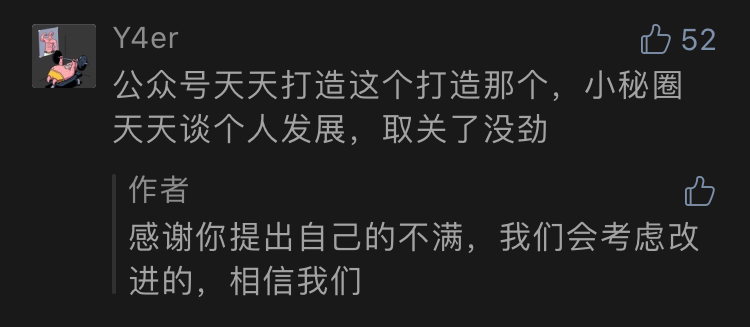 Y4er
52
公众号天天打造这个打造那个，小秘圈
天天谈个人发展，取关了没劲
作者
感谢你提出自己的不满，我们会考虑改
进的，相信我们